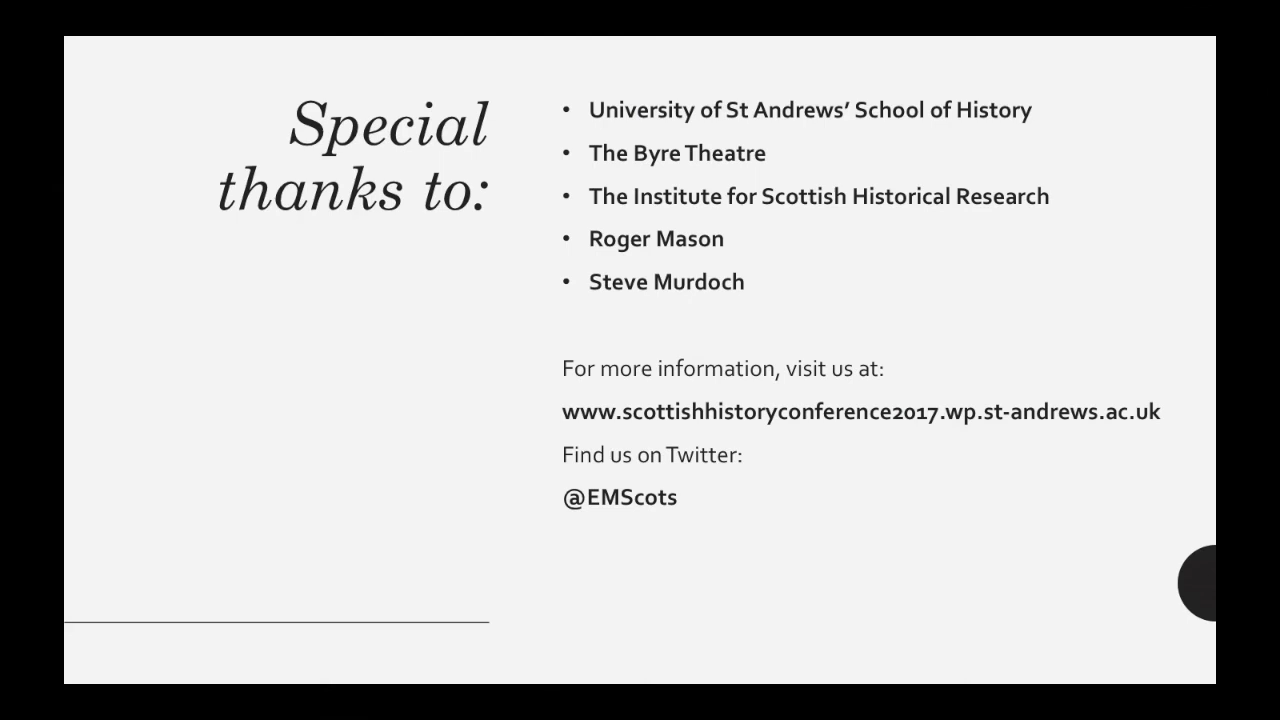 Special
thanks to:
• University of St Andrews’ School of History
• The Byre Theatre
• The Institute for Scottish Historical Research
• Roger Mason
• Steve Murdoch
For more information, visit us at:
www.scottishhistoryconference2017.wp.st-andrews.ac.uk
Find us on Twitter:
@EMScots